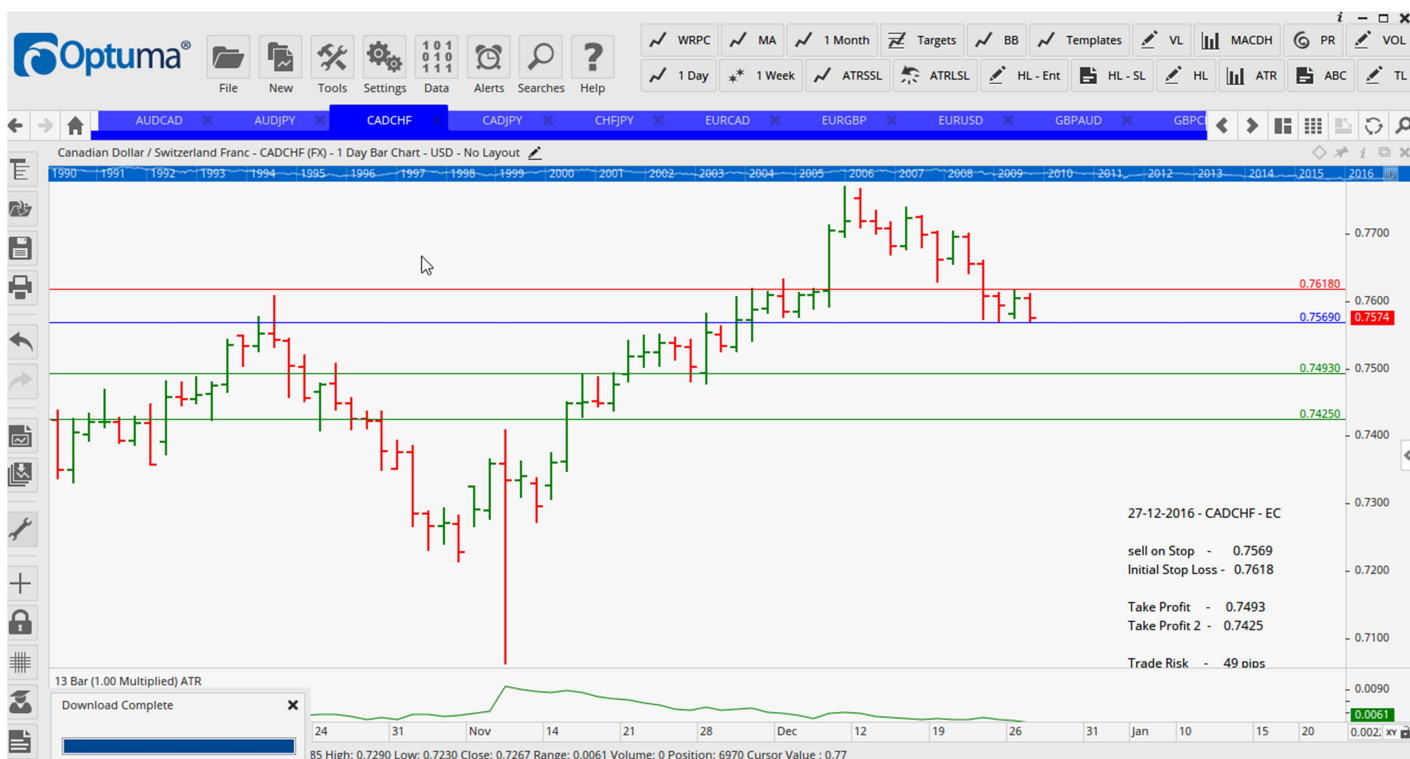 Optuma®
File New Tools Settings Data Alerts Searches Help
101
010
111
WRPC MA 1 Month Targets BB Templates VL MACDH PR VOL
1 Day 1 Week ATRSSL ATRLSL HL - Ent HL - SL HL ATR ABC TL
AUDCAD AUDJPY CADCHF CADJPY CHFJPY EURCAD EURGBP EURUSD GBPAUD
Canadian Dollar / Switzerland Franc - CADCHF (FX) - 1 Day Bar Chart - USD - No Layout
1990 1991 1992 1993 1994 1995 1996 1997 1998 1999 2000 2001 2002 2003 2004 2005 2006 2007 2008 2009 2010 2011 2012 2013 2014 2015 2016
0.7700
0.76180
0.7600
0.75690
0.7574
0.74930
0.7500
0.74250
0.7400
0.7300
27-12-2016 - CADCHF - EC
sell on Stop - 0.7569
Initial Stop Loss - 0.7618
0.7200
Take Profit - 0.7493
Take Profit 2 - 0.7425
0.7100
Trade Risk - 49 pips
13 Bar (1.00 Multiplied) ATR
0.0090
Download Complete
0.0061
24 31 Nov 14 21 28 Dec 12 19 26 31 Jan 10 15 20 0.002. XY
85 High: 0.7290 Low: 0.7230 Close: 0.7267 Range: 0.0061 Volume: 0 Position: 6970 Cursor Value : 0.77